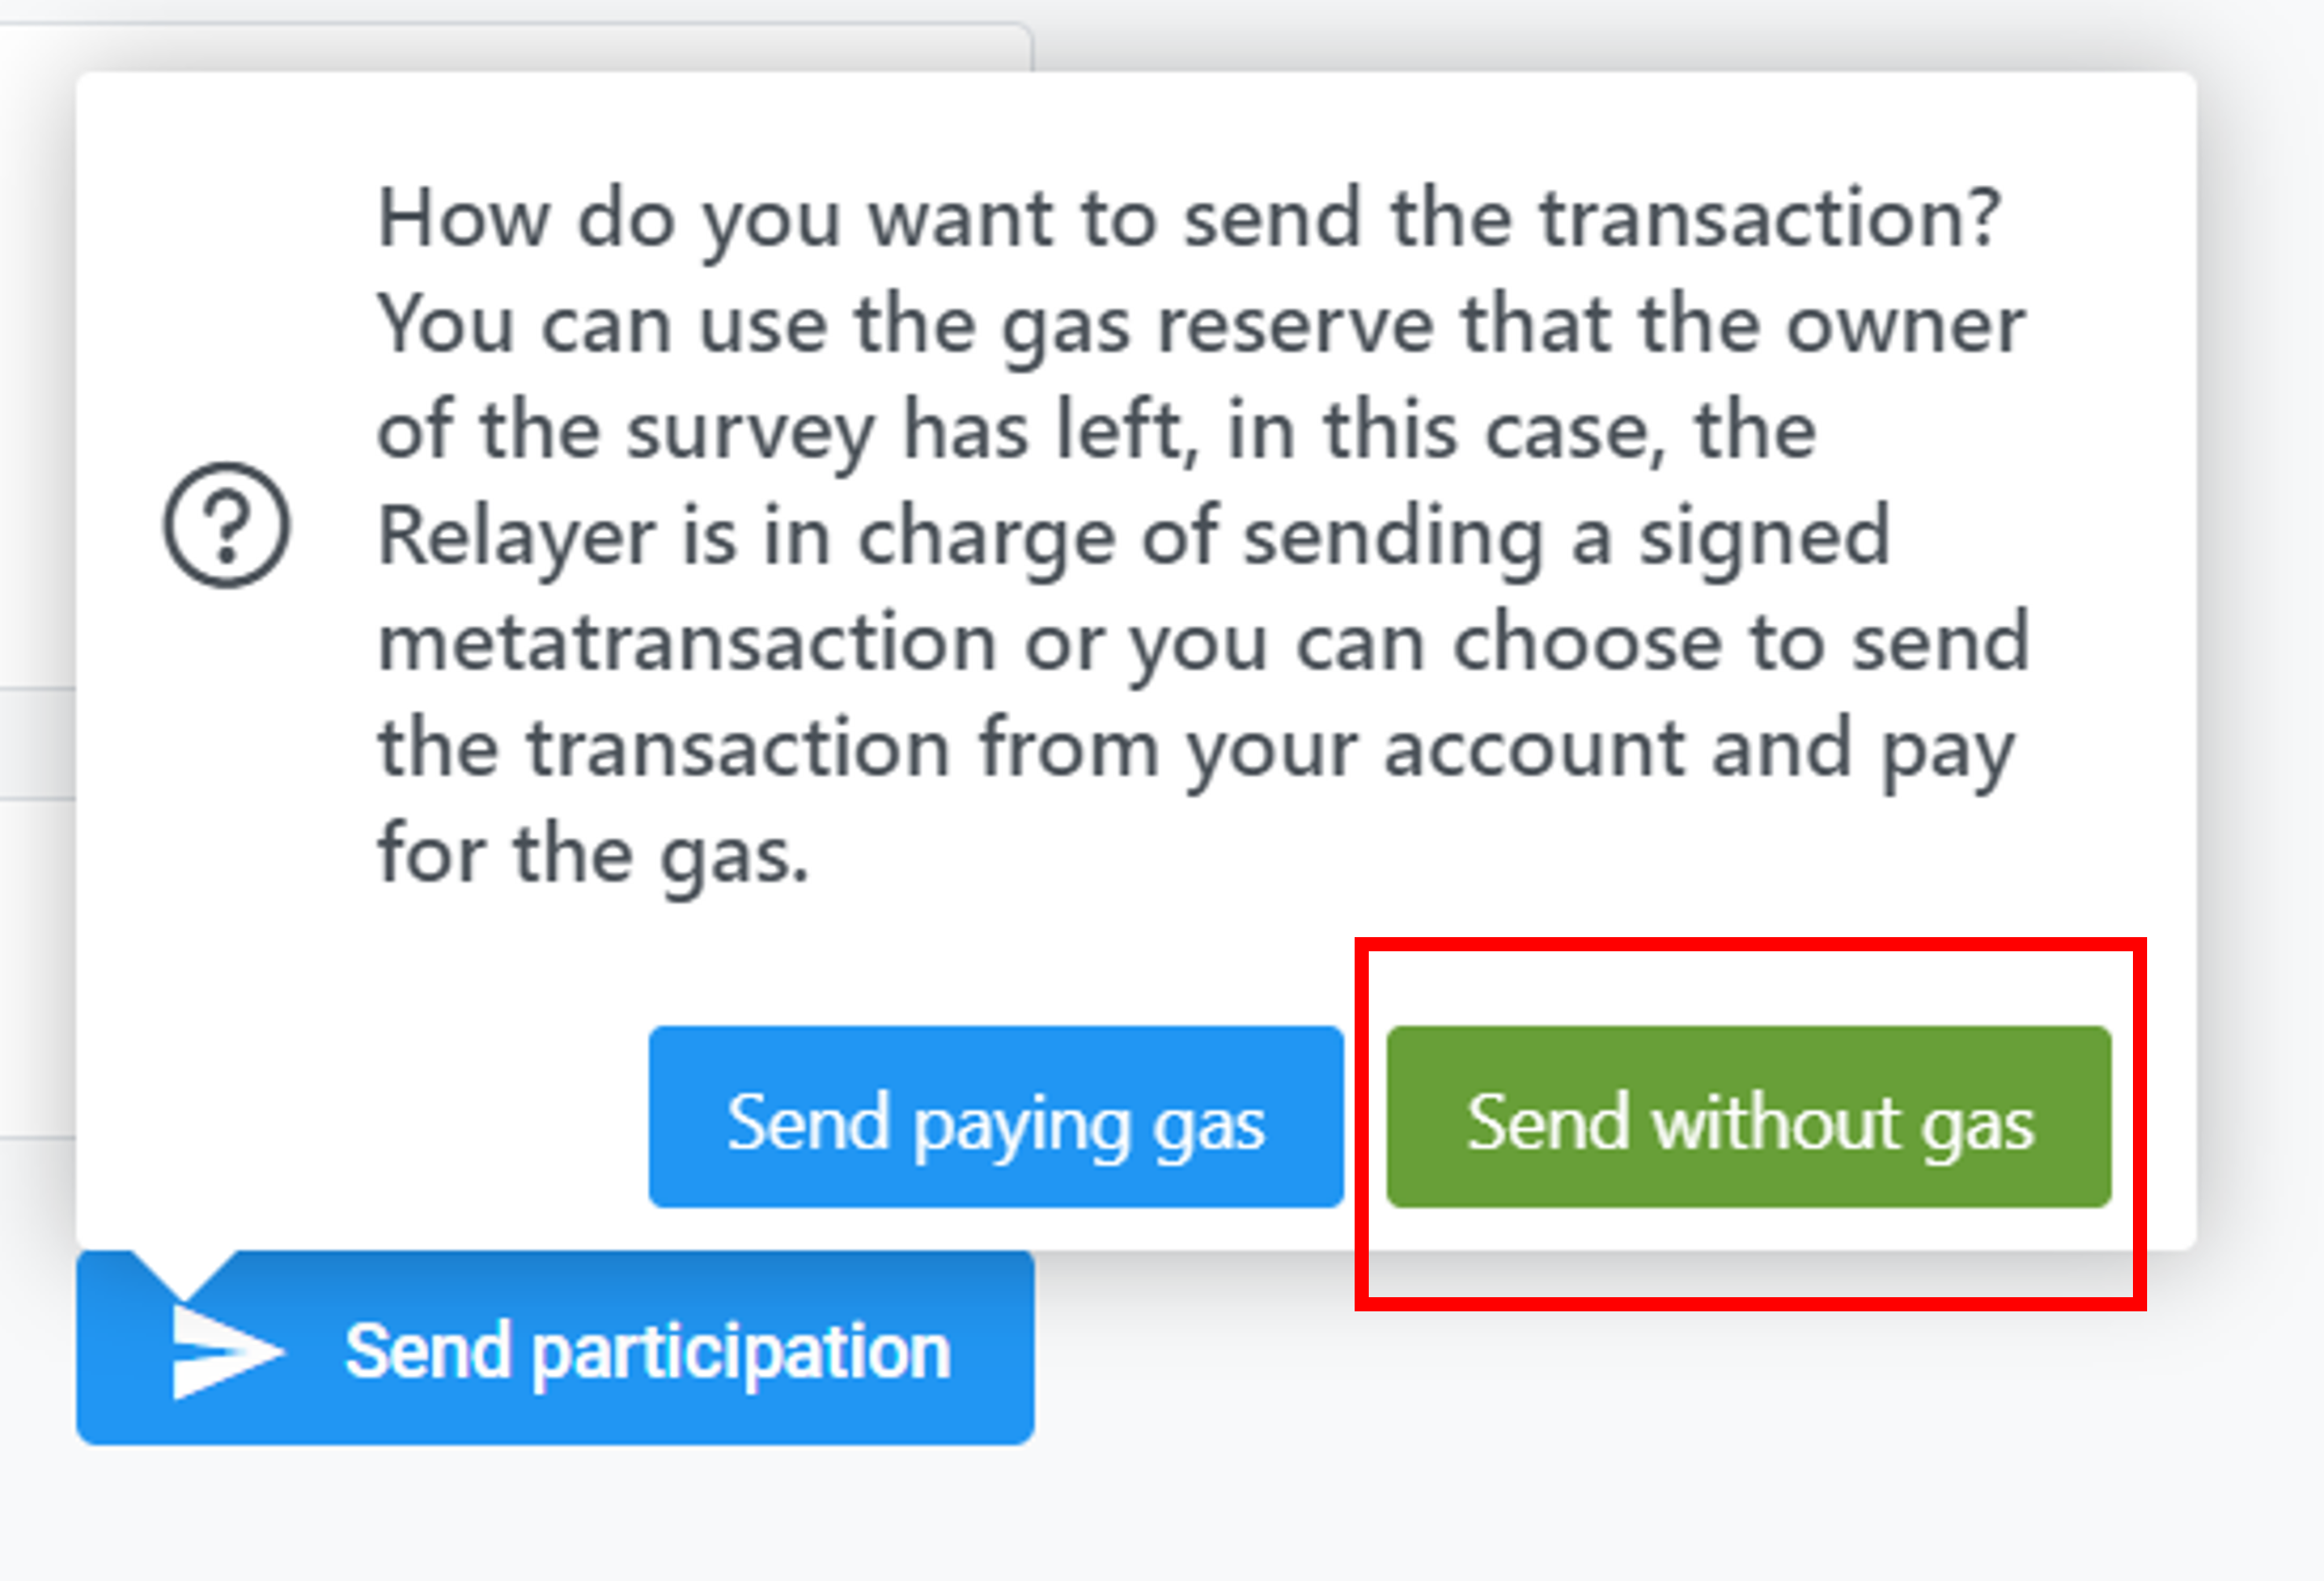 How do you want to send the transaction?
You can use the gas reserve that the owner
of the survey has left, in this case, the
Relayer is in charge of sending a signed
metatransaction or you can choose to send
the transaction from your account and pay
for the gas.
Send paying gas
Send without gas
Send participation